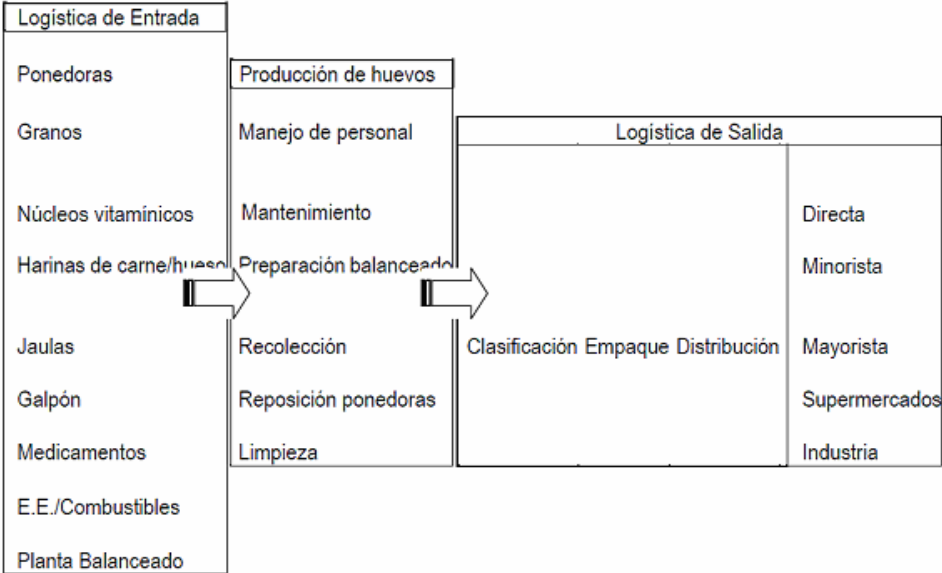 Logística de Entrada
Ponedoras
Granos
Núcleos vitamínicos
Harinas de carne/hueso
Jaulas
Galpón
Medicamentos
E.E./Combustibles
Planta Balanceado
Producción de huevos
Manejo de personal
Mantenimiento
Preparación balanceado
Recolección
Reposición ponedoras
Limpieza
Logística de Salida
Clasificación Empaque Distribución
Directa
Minorista
Mayorista
Supermercados
Industria